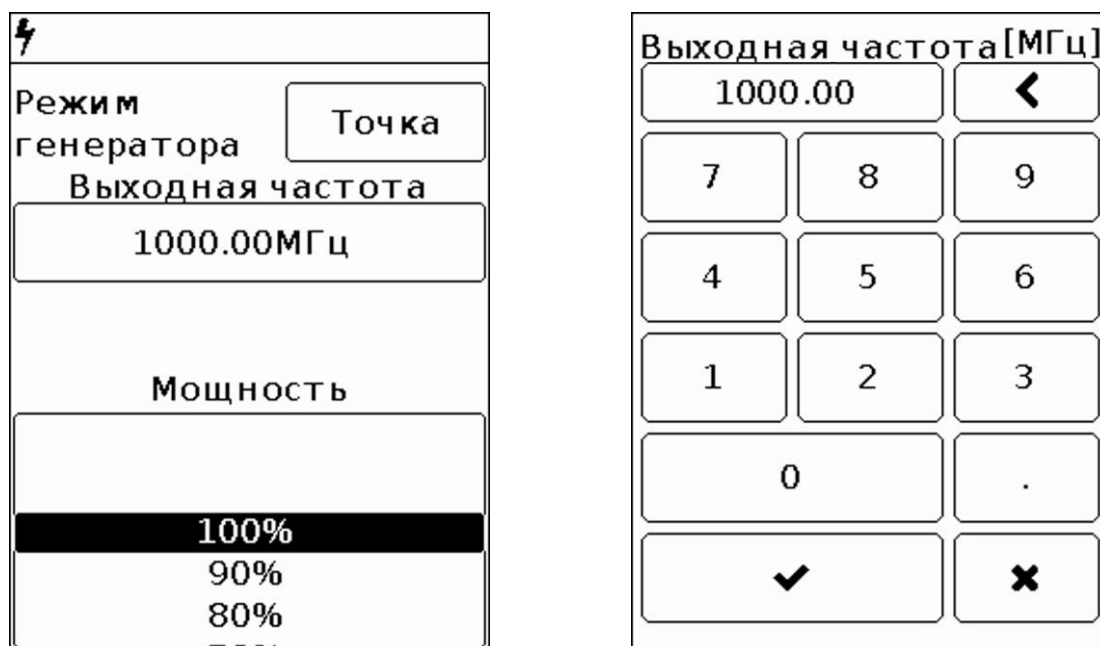 Режим
генератора
Точка
Выходная частота
1000.00МГц
Мощность
100%
90%
80%
Выходная частота[МГц]
1000.00
7 8 9
4 5 6
1 2 3
0 .